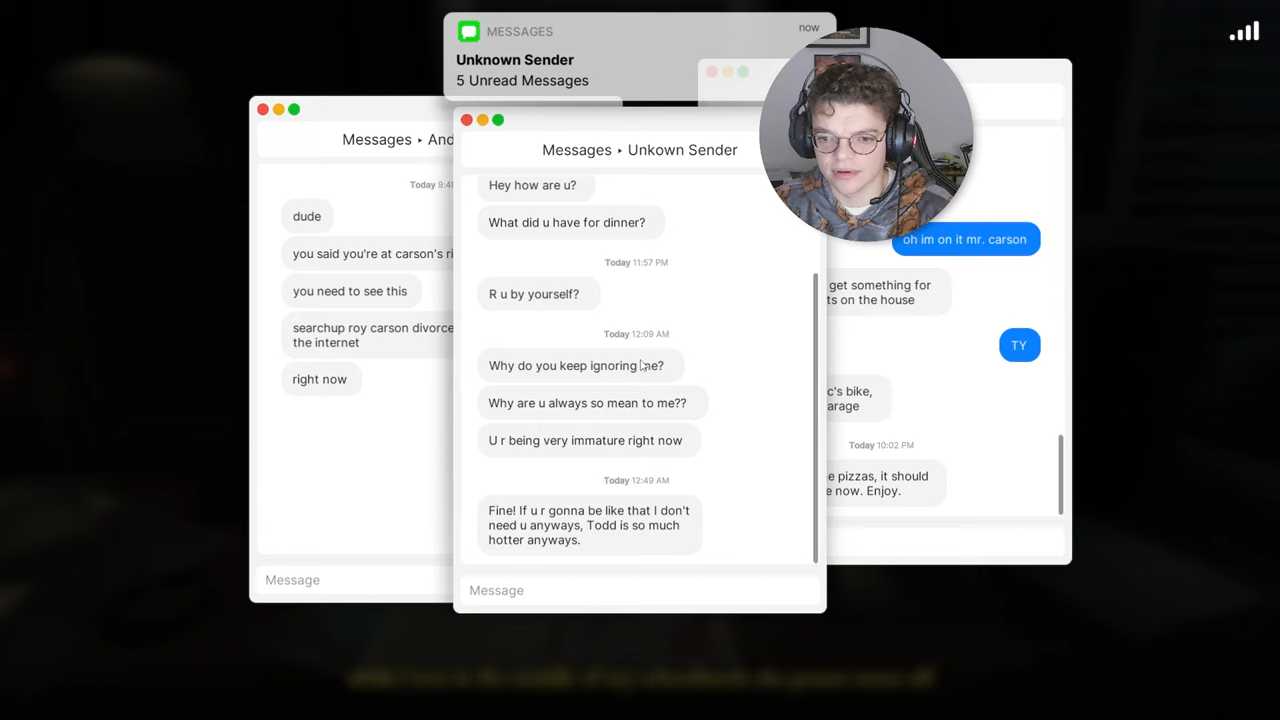 MESSAGES
now
Unknown Sender
5 Unread Messages
Messages ‣ And
Today 9:4
dude
you said you're at carson's ri
you need to see this
searchup roy carson divorce
the internet
right now
Message
Messages ‣ Unkown Sender
Hey how are u?
What did u have for dinner?
Today 11:57 PM
R u by yourself?
Today 12:09 AM
Why do you keep ignoring me?
Why are u always so mean to me??
U r being very immature right now
Today 12:49 AM
Fine! If u r gonna be like that I don't
need u anyways, Todd is so much
hotter anyways.
Message
oh im on it mr. carson
get something for
ts on the house
TY
c's bike,
arage
Today 10:02 PM
e pizzas, it should
e now. Enjoy.